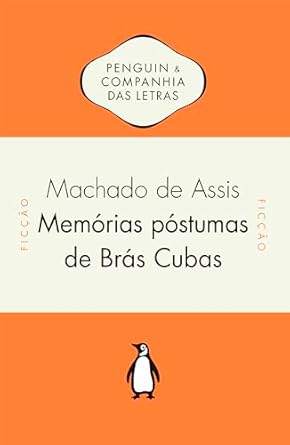 PENGUIN &
COMPANHIA
DAS LETRAS
Machado de Assis
Memórias póstumas
de Brás Cubas
FICÇÃO
FICÇÃO